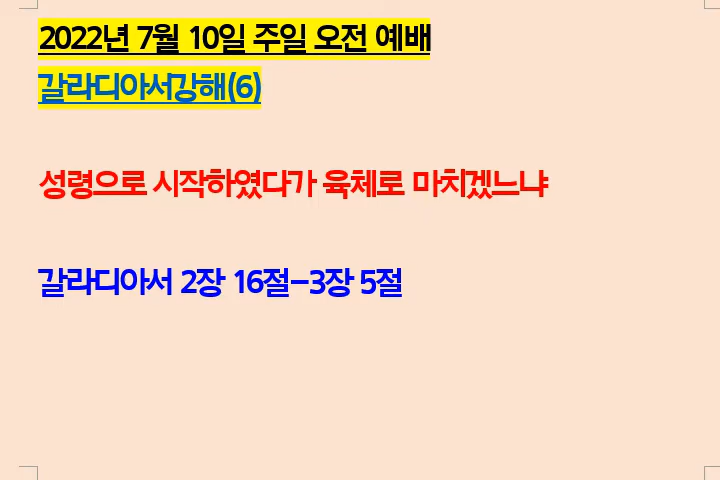 2022년 7월 10일 주일 오전 예배
갈라디아서강해(6)
성령으로 시작하였다가 육체로 마치겠느냐
갈라디아서 2장 16절-3장 5절